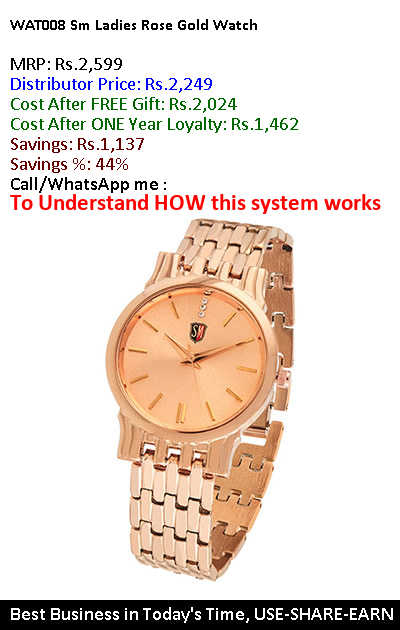 WAT008 Sm Ladies Rose Gold Watch
MRP: Rs.2,599
Distributor Price: Rs.2,249
Cost After FREE Gift: Rs.2,024
Cost After ONE Year Loyalty: Rs.1,462
Savings: Rs.1,137
Savings %: 44%
Call/WhatsApp me :
To Understand HOW this system works
Best Business in Today's Time, USE-SHARE-EARN